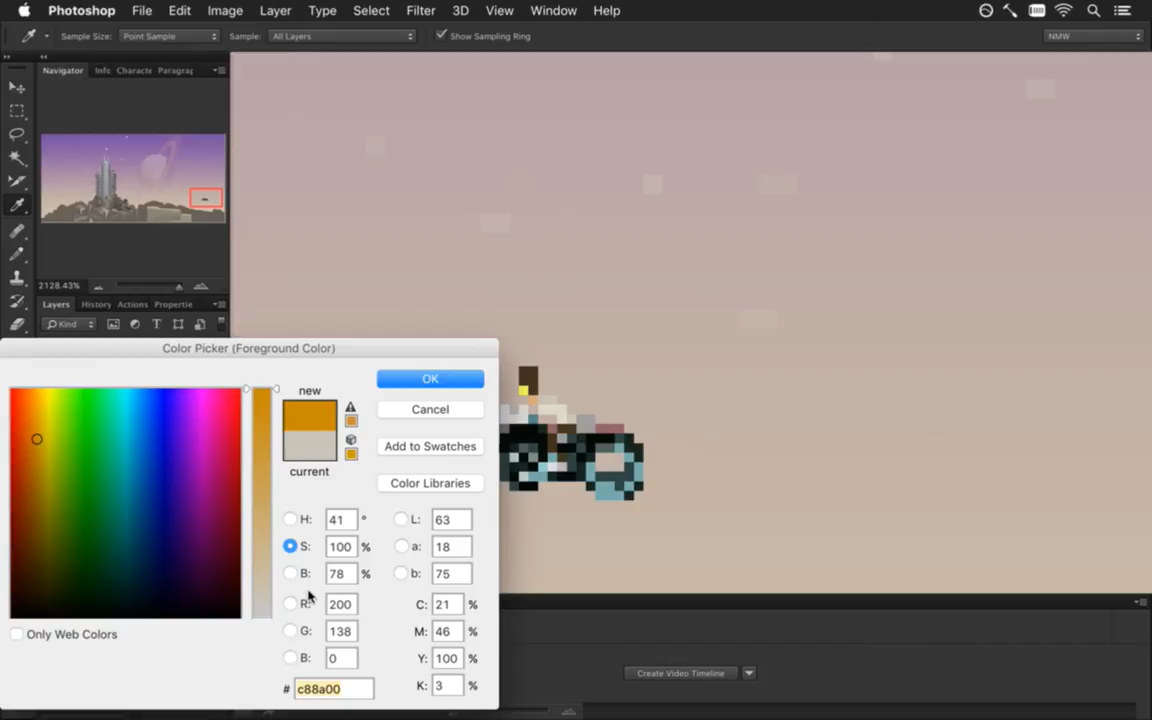 Photoshop File Edit Image Layer Type Select Filter 3D View Window Help
Sample Size: Point Sample Sample: All Layers Show Sampling Ring NMW
Navigator Info Characte Paragrap
2128.43%
Layers History Actions Propertie
Kind
Color Picker (Foreground Color)
new
current
OK
Cancel
Add to Swatches
Color Libraries
H: 41 ° L: 63
S: 100 % a: 18
B: 78 % b: 75
R: 200 C: 21 %
G: 138 M: 46 %
B: 0 Y: 100 %
# c88a00 K: 3 %
Only Web Colors
Create Video Timeline